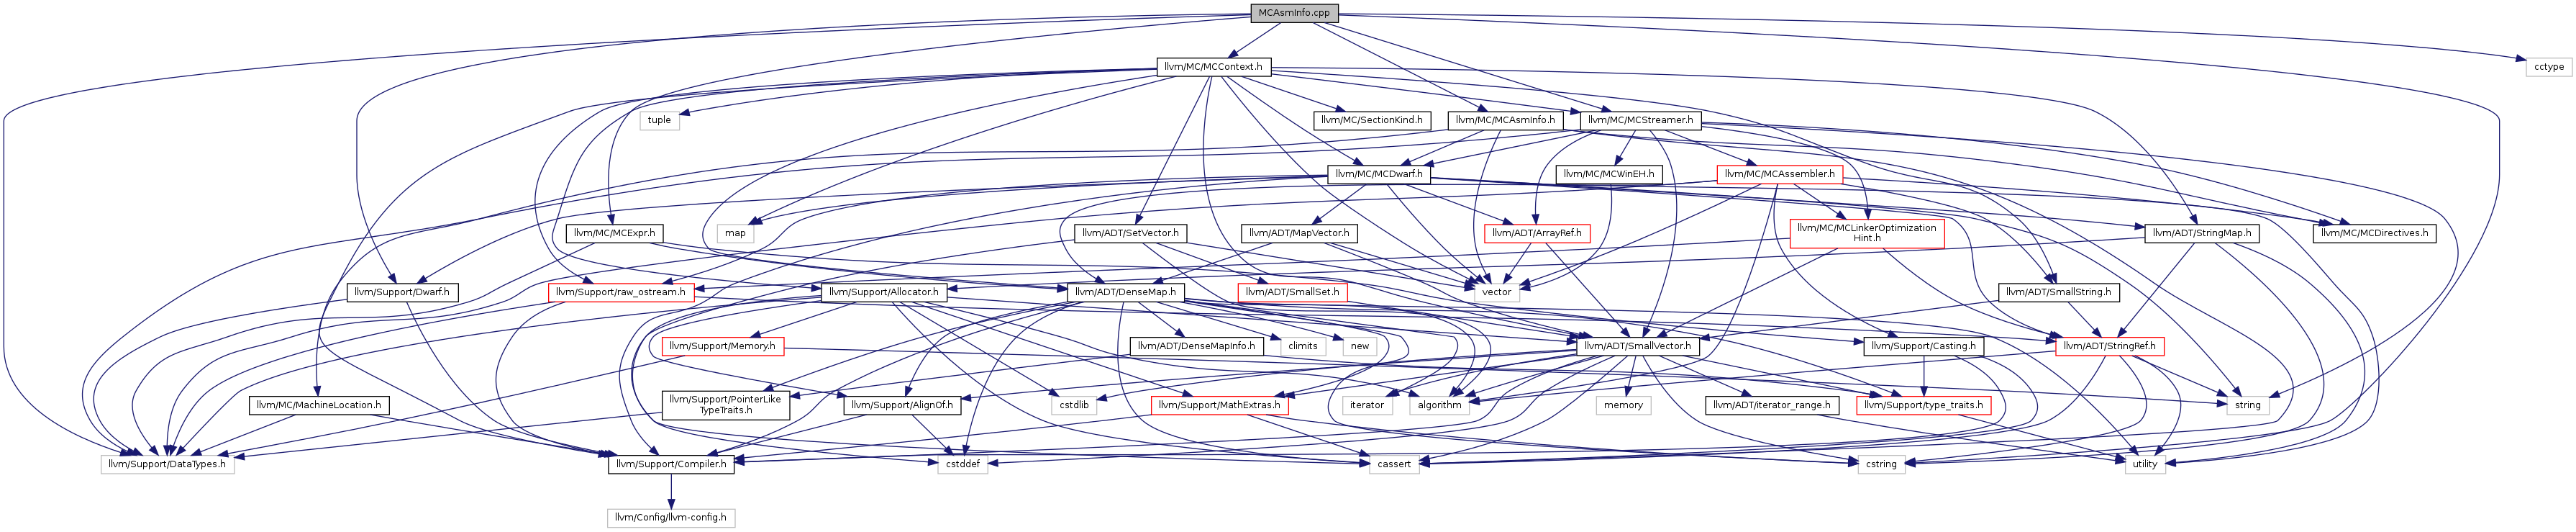 MCAsmInfo.cpp
llvm/MC/MCContext.h
cctype
tuple
llvm/MC/SectionKind.h
llvm/MC/MCAsmInfo.h
llvm/MC/MCStreamer.h
llvm/MC/MCDwarf.h
llvm/MC/MCWinEH.h
llvm/MC/MCAssembler.h
llvm/MC/MCExpr.h
map
llvm/ADT/SetVector.h
llvm/ADT/MapVector.h
llvm/ADT/ArrayRef.h
llvm/MC/MCLinkerOptimization
Hint.h
llvm/ADT/StringMap.h
llvm/MC/MCDirectives.h
llvm/Support/Dwarf.h
llvm/Support/raw_ostream.h
llvm/Support/Allocator.h
llvm/ADT/DenseMap.h
llvm/ADT/SmallSet.h
vector
llvm/ADT/SmallString.h
llvm/Support/Memory.h
llvm/ADT/DenseMapInfo.h
climits
new
llvm/ADT/SmallVector.h
llvm/Support/Casting.h
llvm/ADT/StringRef.h
llvm/MC/MachineLocation.h
llvm/Support/PointerLike
TypeTraits.h
llvm/Support/AlignOf.h
cstdlib
llvm/Support/MathExtras.h
iterator
algorithm
memory
llvm/ADT/iterator_range.h
llvm/Support/type_traits.h
string
llvm/Support/DataTypes.h
llvm/Support/Compiler.h
cstddef
cassert
cstring
utility
llvm/Config/llvm-config.h